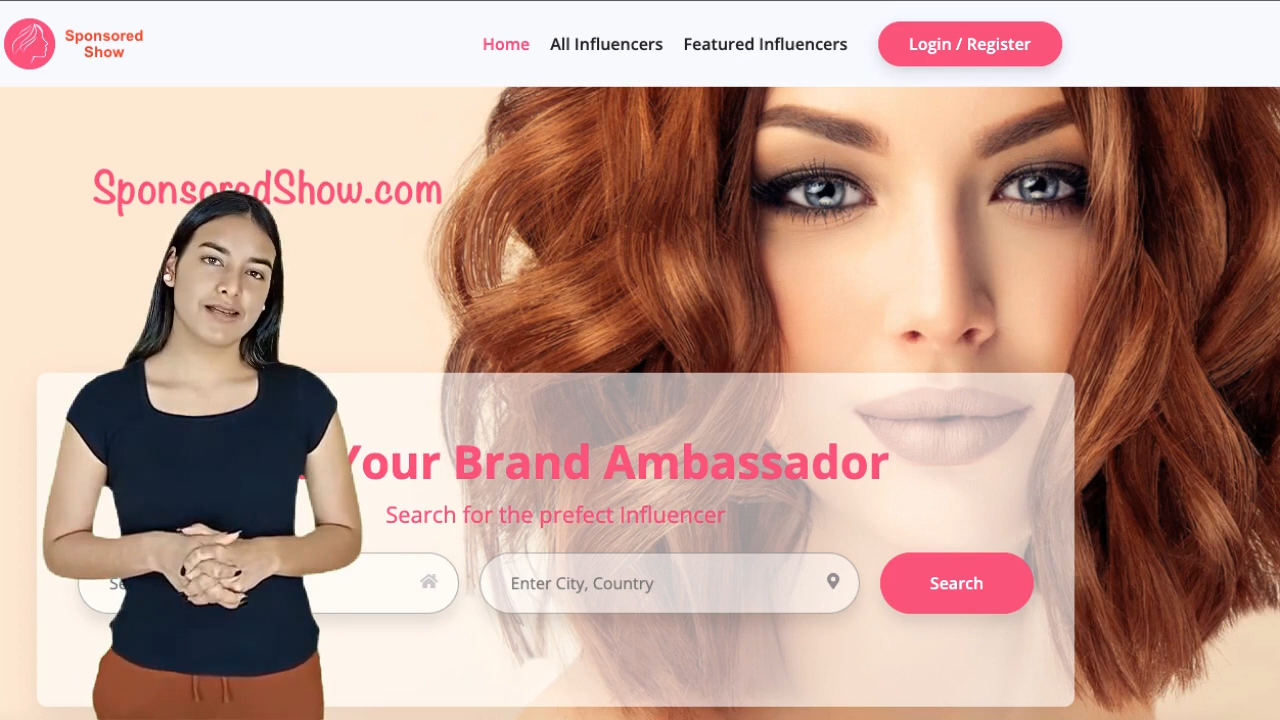 Sponsored
Show
Home
All Influencers
Featured Influencers
Login / Register
SponsoredShow.com
Your Brand Ambassador
Search for the prefect Influencer
Enter City, Country
Search